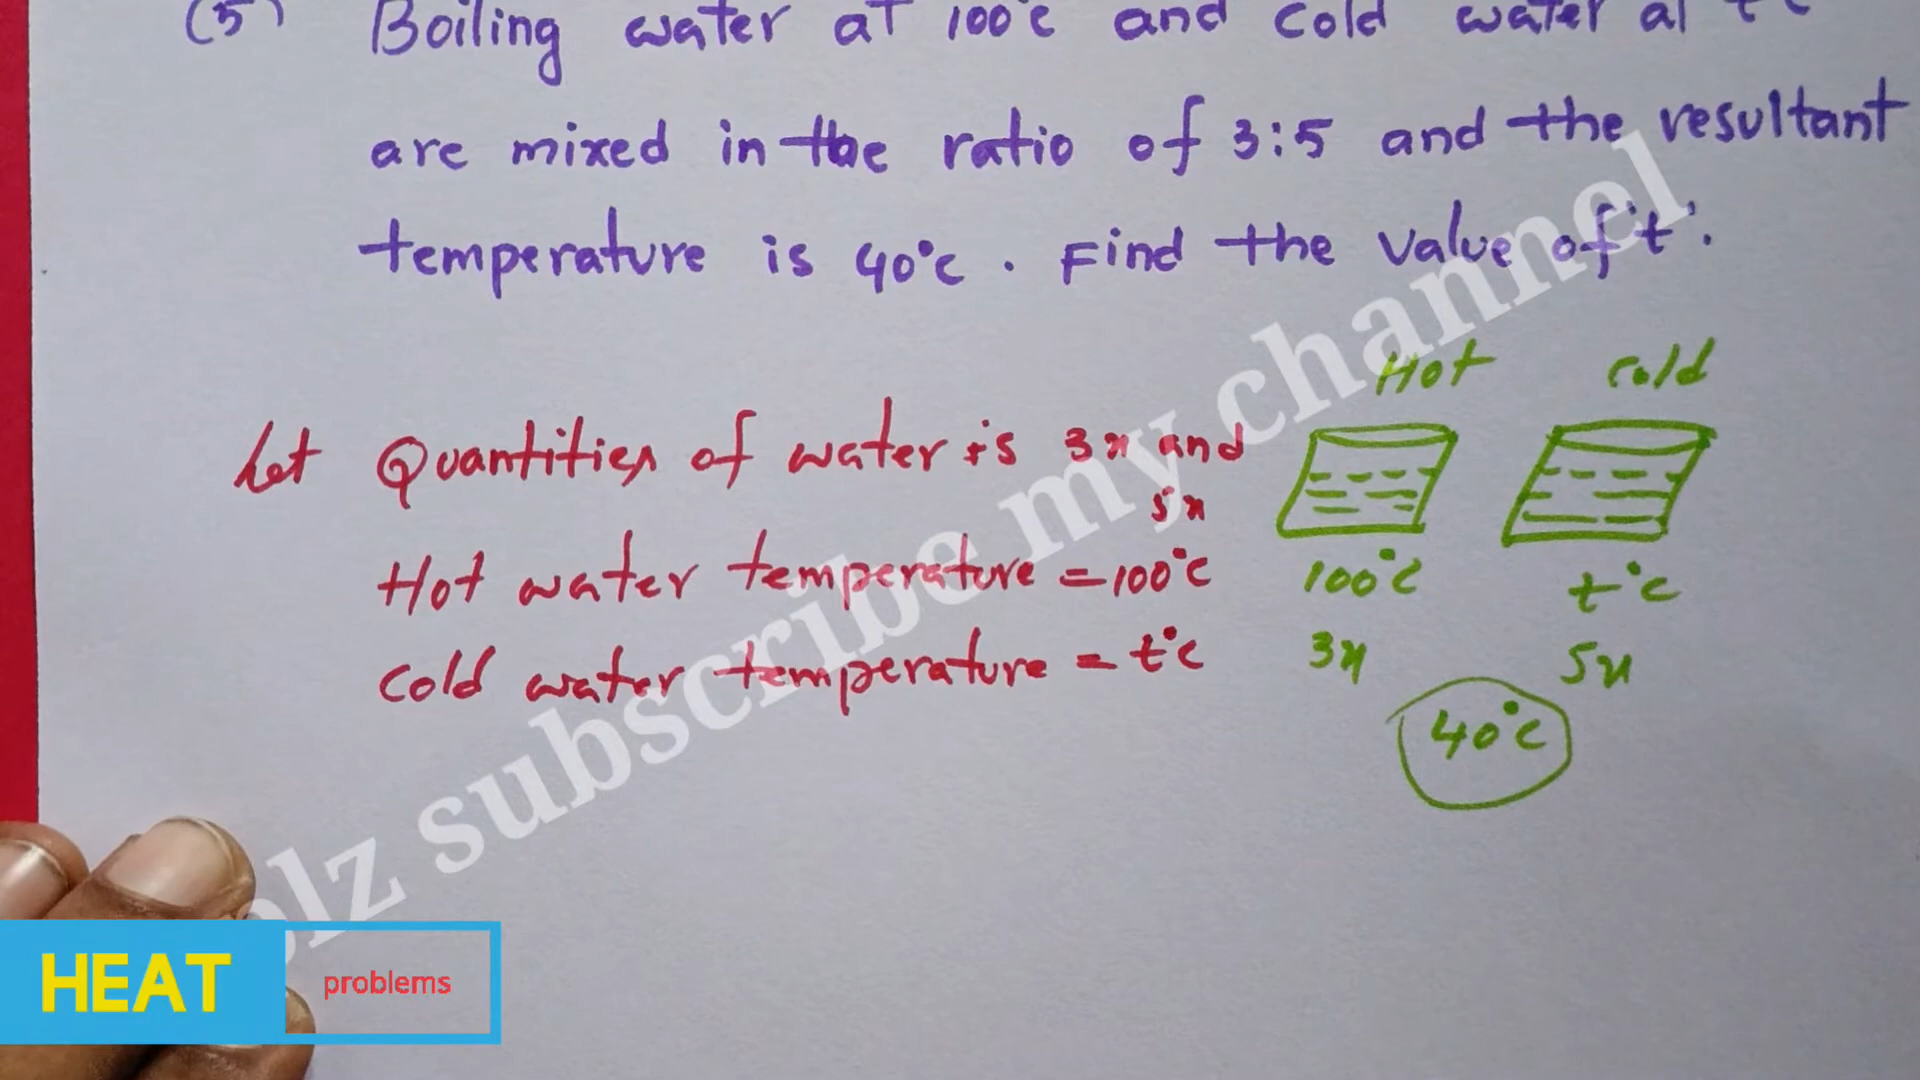 (5) Boiling water at 100°C and cold water at t°C
are mixed in the ratio of 3:5 and the resultant
temperature is 40°C. Find the value of 't'.
Hot Cold
Let Quantities of water is 3x and
5x
Hot water temperature = 100°C
100°C t°C
Cold water temperature = t°C
3x 5x
40°C
lz subscribe my channel
HEAT
problems